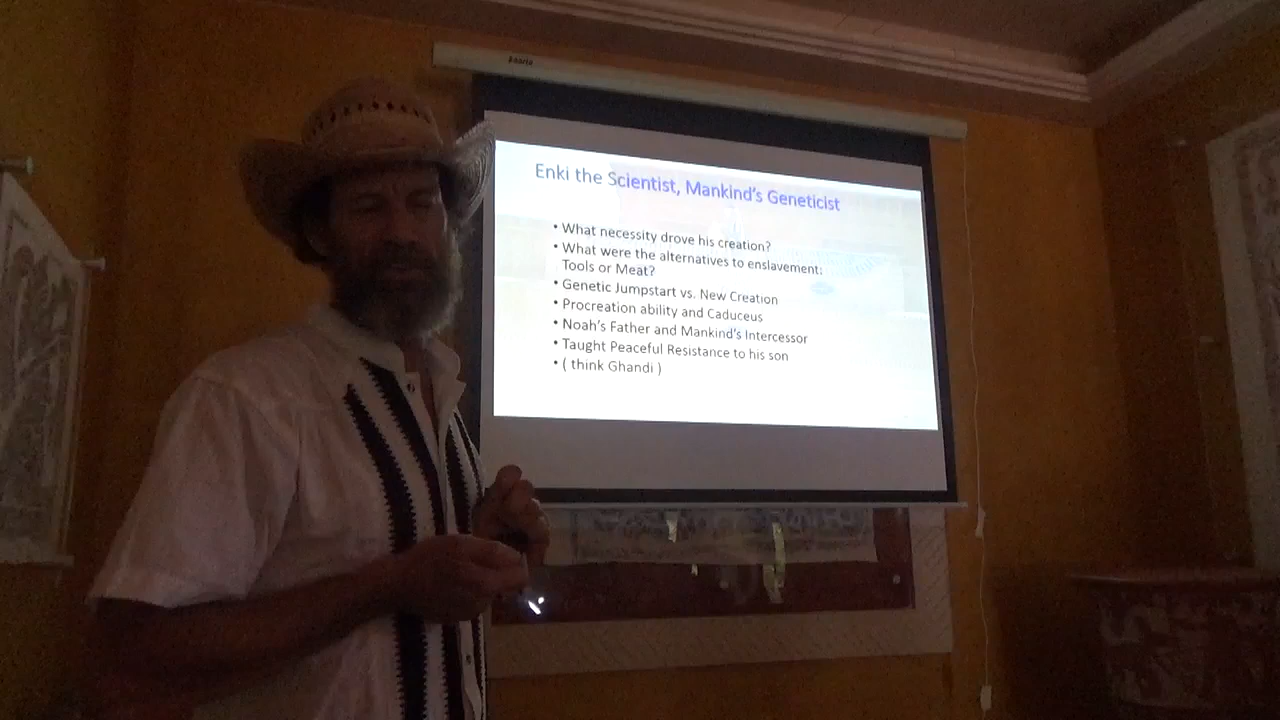 Enki the Scientist, Mankind's Geneticist
• What necessity drove his creation?
• What were the alternatives to enslavement:
Tools or Meat?
• Genetic Jumpstart vs. New Creation
• Procreation ability and Caduceus
• Noah's Father and Mankind's Intercessor
• Taught Peaceful Resistance to his son
• ( think Ghandi )